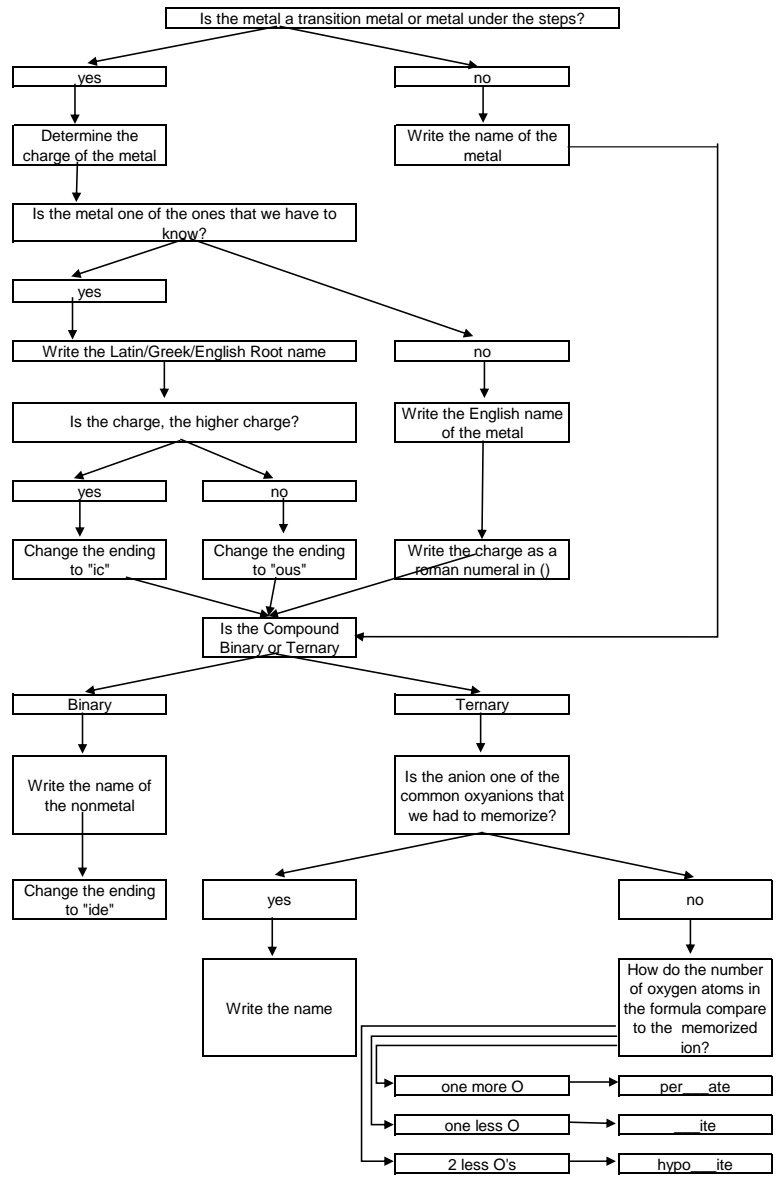 Is the metal a transition metal or metal under the steps?
yes
no
Determine the
charge of the metal
Write the name of the
metal
Is the metal one of the ones that we have to
know?
yes
Write the Latin/Greek/English Root name
no
Is the charge, the higher charge?
Write the English name
of the metal
yes
no
Change the ending
to "ic"
Change the ending
to "ous"
Write the charge as a
roman numeral in ()
Is the Compound
Binary or Ternary
Binary
Ternary
Write the name of
the nonmetal
Is the anion one of the
common oxyanions that
we had to memorize?
Change the ending
to "ide"
yes
no
Write the name
How do the number
of oxygen atoms in
the formula compare
to the memorized
ion?
one more O
per___ate
one less O
___ite
2 less O's
hypo___ite